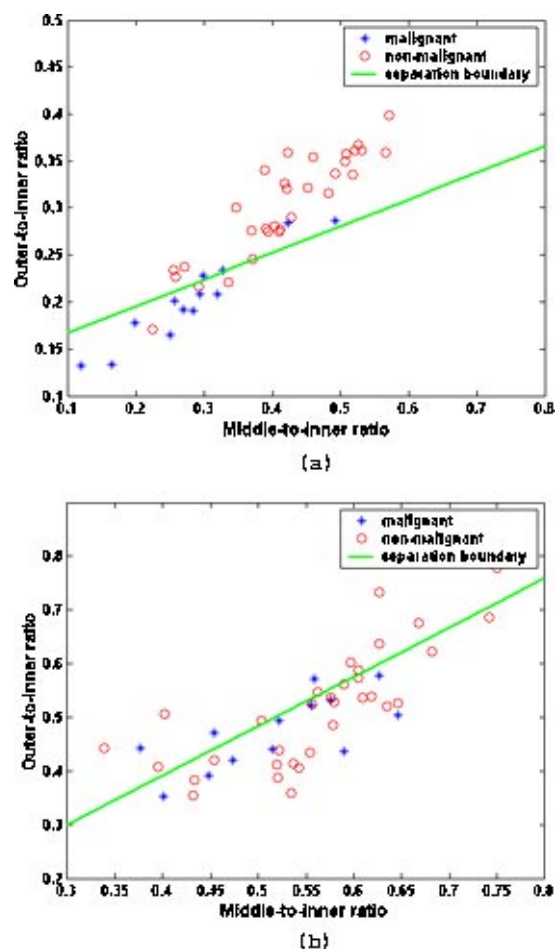 0.5
malignant
non-malignant
separation boundary
0.45
0.4
0.35
0.3
0.25
0.2
0.15
0.1
Outer-to-inner ratio
0.1 0.2 0.3 0.4 0.5 0.6 0.7 0.8
Middle-to-inner ratio
(a)
malignant
non-malignant
separation boundary
0.8
0.7
0.6
0.5
0.4
0.3
0.2
Outer-to-inner ratio
0.3 0.35 0.4 0.45 0.5 0.55 0.6 0.65 0.7 0.75 0.8
Middle-to-inner ratio
(b)